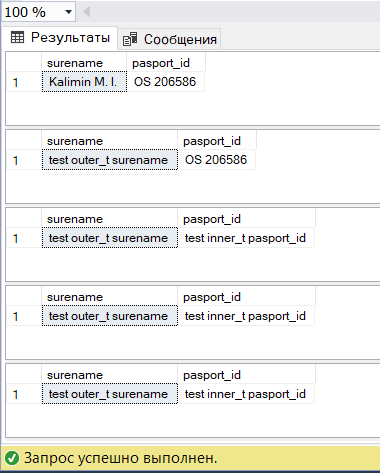 100 %
Результаты Сообщения
surename pasport_id
1 Kalimin M. I. OS 206586
surename pasport_id
1 test outer_t surename OS 206586
surename pasport_id
1 test outer_t surename test inner_t pasport_id
surename pasport_id
1 test outer_t surename test inner_t pasport_id
surename pasport_id
1 test outer_t surename test inner_t pasport_id
Запрос успешно выполнен.